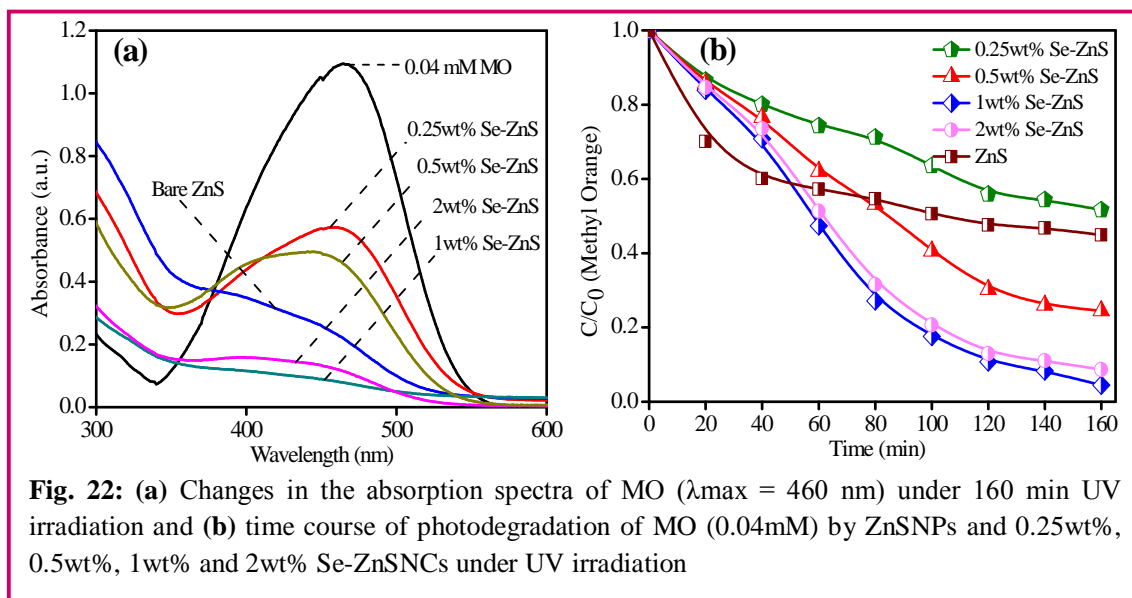 (a)
0.04 mM MO
0.25wt% Se-ZnS
0.5wt% Se-ZnS
Bare ZnS
2wt% Se-ZnS
1wt% Se-ZnS
1.2
1.0
0.8
0.6
0.4
0.2
0.0
Absorbance (a.u.)
300 400 500 600
Wavelength (nm)
(b)
0.25wt% Se-ZnS
0.5wt% Se-ZnS
1wt% Se-ZnS
2wt% Se-ZnS
ZnS
1.0
0.8
0.6
0.4
0.2
0.0
C/C0 (Methyl Orange)
0 20 40 60 80 100 120 140 160
Time (min)
Fig. 22: (a) Changes in the absorption spectra of MO (λmax = 460 nm) under 160 min UV
irradiation and (b) time course of photodegradation of MO (0.04mM) by ZnSNPs and 0.25wt%,
0.5wt%, 1wt% and 2wt% Se-ZnSNCs under UV irradiation